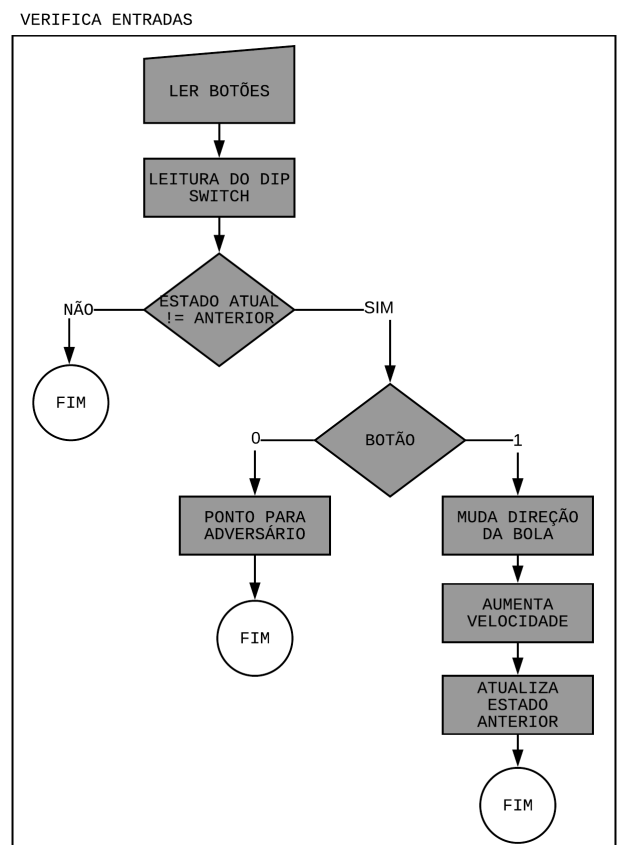 VERIFICA ENTRADAS
LER BOTÕES
LEITURA DO DIP
SWITCH
ESTADO ATUAL
!= ANTERIOR
NÃO
SIM
FIM
BOTÃO
0
1
PONTO PARA
ADVERSÁRIO
MUDA DIREÇÃO
DA BOLA
FIM
AUMENTA
VELOCIDADE
ATUALIZA
ESTADO
ANTERIOR
FIM